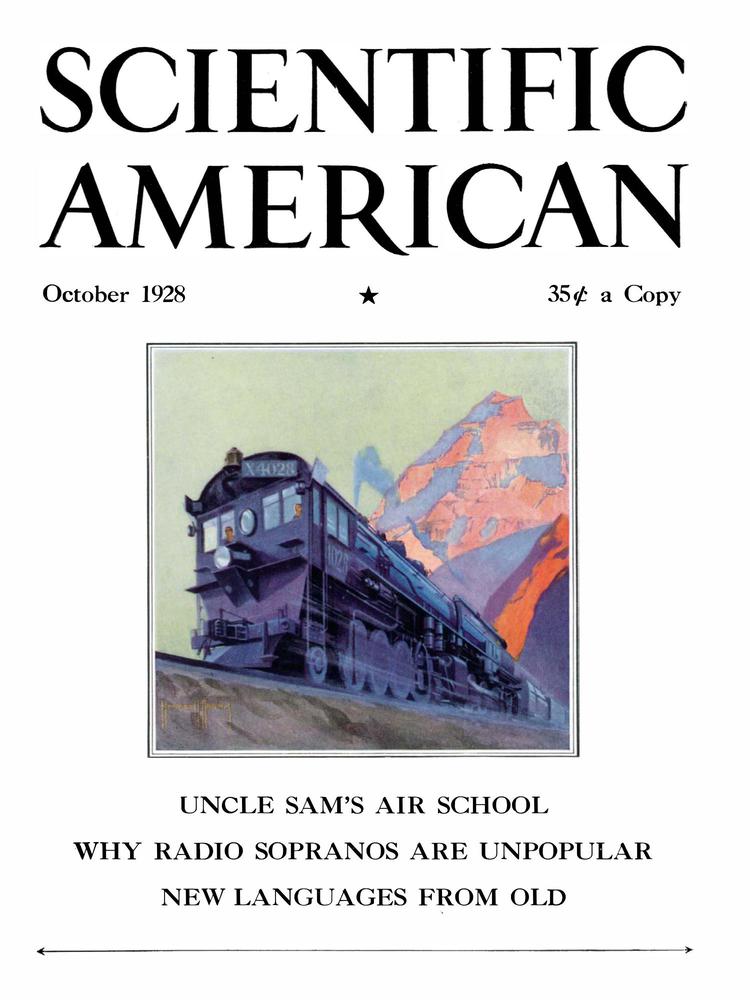 SCIENTIFIC
AMERICAN
October 1928 ★ 35¢ a Copy
X4028
4028
UNCLE SAM'S AIR SCHOOL
WHY RADIO SOPRANOS ARE UNPOPULAR
NEW LANGUAGES FROM OLD